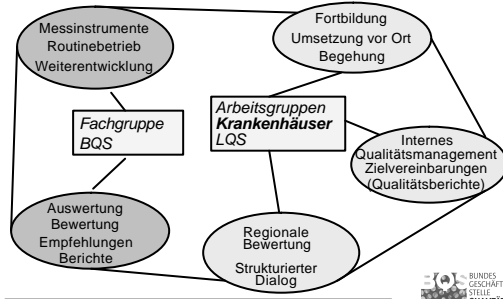 Messinstrumente
Routinebetrieb
Weiterentwicklung
Fortbildung
Umsetzung vor Ort
Begehung
Fachgruppe
BQS
Arbeitsgruppen
Krankenhäuser
LQS
Internes
Qualitätsmanagement
Zielvereinbarungen
(Qualitätsberichte)
Auswertung
Bewertung
Empfehlungen
Berichte
Regionale
Bewertung
Strukturierter
Dialog
BQS
BUNDES
GESCHÄFT
STELLE